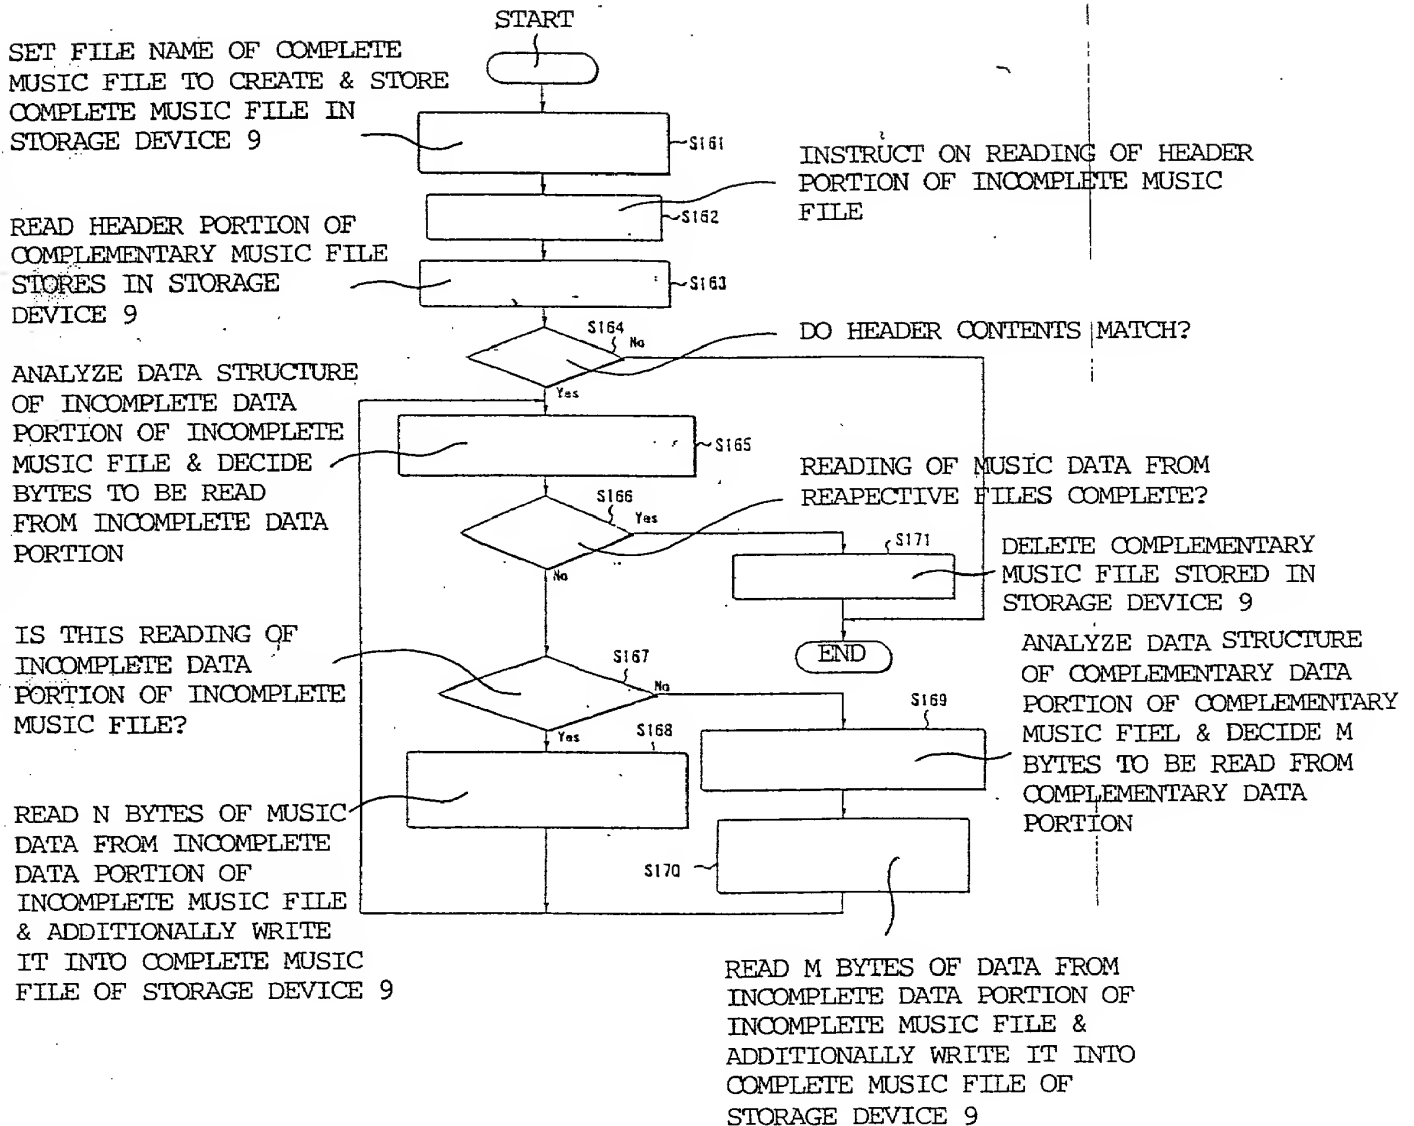 START
SET FILE NAME OF COMPLETE
MUSIC FILE TO CREATE & STORE
COMPLETE MUSIC FILE IN
STORAGE DEVICE 9
S161
INSTRUCT ON READING OF HEADER
PORTION OF INCOMPLETE MUSIC
FILE
S162
READ HEADER PORTION OF
COMPLEMENTARY MUSIC FILE
STORES IN STORAGE
DEVICE 9
S163
S164
No
DO HEADER CONTENTS MATCH?
Yes
ANALYZE DATA STRUCTURE
OF INCOMPLETE DATA
PORTION OF INCOMPLETE
MUSIC FILE & DECIDE
BYTES TO BE READ
FROM INCOMPLETE DATA
PORTION
S165
READING OF MUSIC DATA FROM
REAPECTIVE FILES COMPLETE?
S166
Yes
No
S171
DELETE COMPLEMENTARY
MUSIC FILE STORED IN
STORAGE DEVICE 9
END
IS THIS READING OF
INCOMPLETE DATA
PORTION OF INCOMPLETE
MUSIC FILE?
S167
No
Yes
S169
ANALYZE DATA STRUCTURE
OF COMPLEMENTARY DATA
PORTION OF COMPLEMENTARY
MUSIC FIEL & DECIDE M
BYTES TO BE READ FROM
COMPLEMENTARY DATA
PORTION
S168
READ N BYTES OF MUSIC
DATA FROM INCOMPLETE
DATA PORTION OF
INCOMPLETE MUSIC FILE
& ADDITIONALLY WRITE
IT INTO COMPLETE MUSIC
FILE OF STORAGE DEVICE 9
S170
READ M BYTES OF DATA FROM
INCOMPLETE DATA PORTION OF
INCOMPLETE MUSIC FILE &
ADDITIONALLY WRITE IT INTO
COMPLETE MUSIC FILE OF
STORAGE DEVICE 9